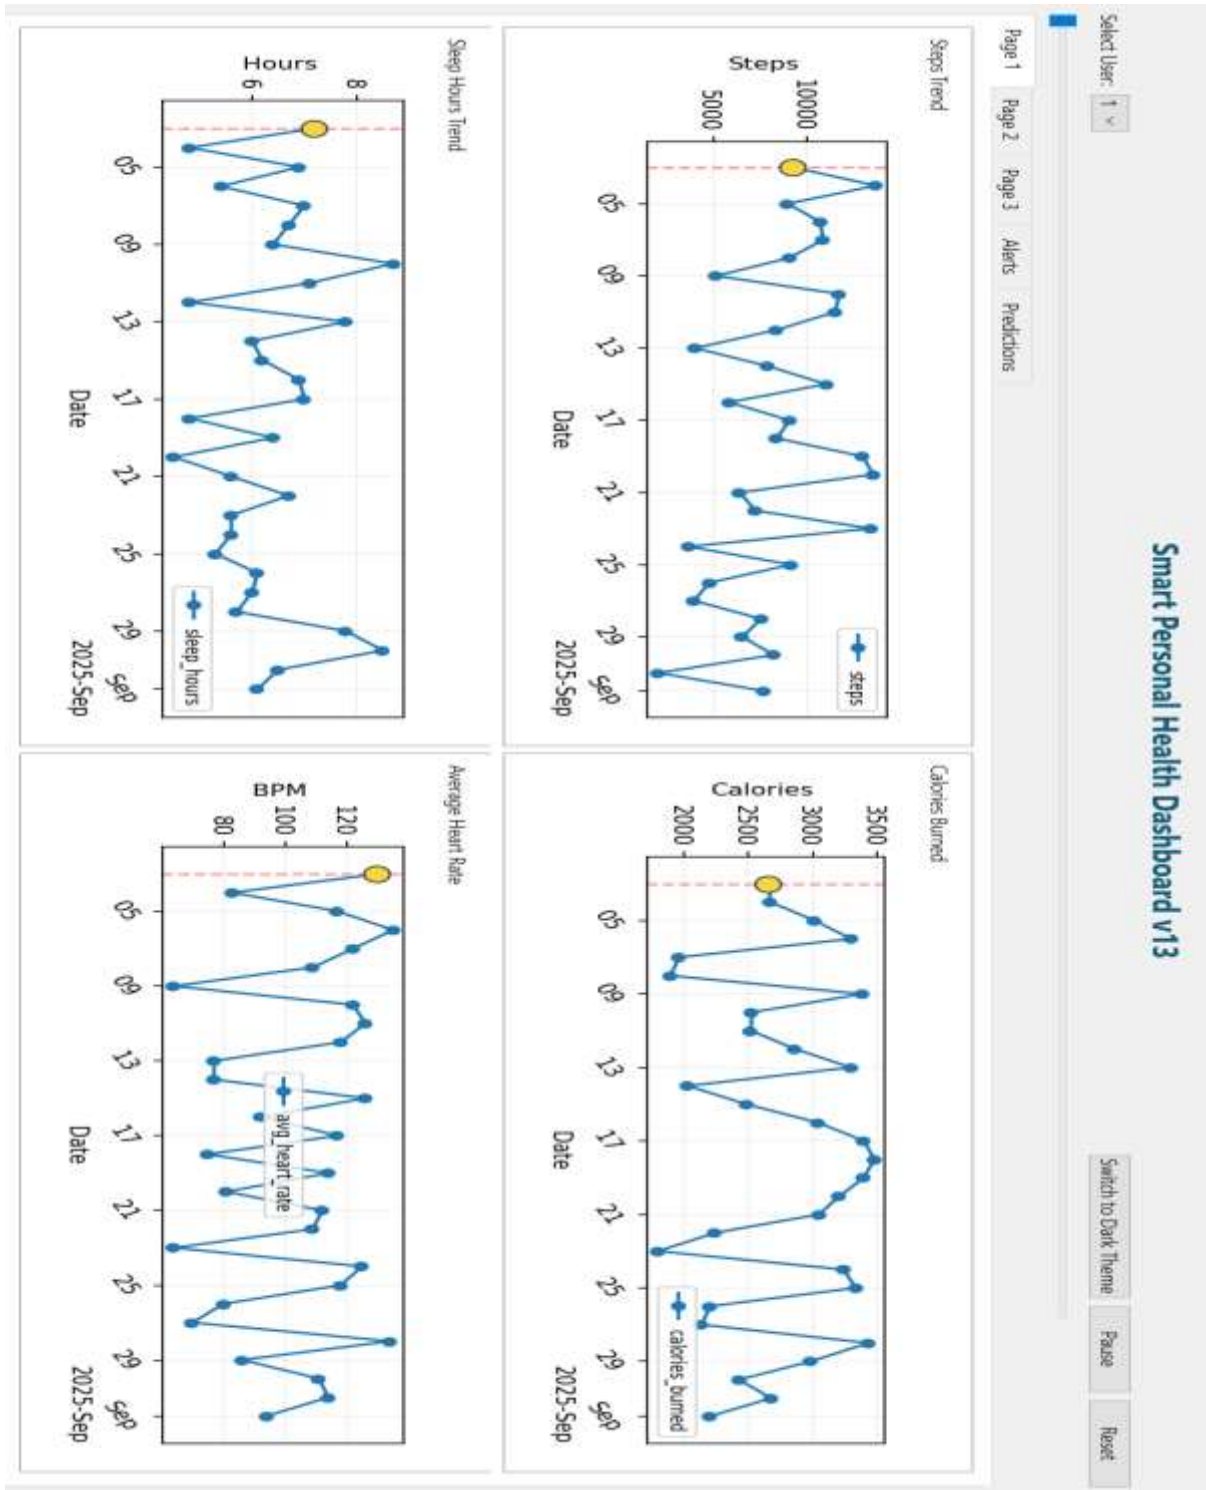 Smart Personal Health Dashboard v13
Select User: 1
Switch to Dark Theme
Pause
Reset
Page 1
Page 2
Page 3
Alerts
Predictions
Steps Trend
Steps
10000
5000
05
09
13
17
21
25
29
Sep
Date
2025-Sep
steps
Calories Burned
Calories
3500
3000
2500
2000
05
09
13
17
21
25
29
Sep
Date
2025-Sep
calories_burned
Sleep Hours Trend
Hours
8
6
05
09
13
17
21
25
29
Sep
Date
2025-Sep
sleep_hours
Average Heart Rate
BPM
120
100
80
05
09
13
17
21
25
29
Sep
Date
2025-Sep
avg_heart_rate